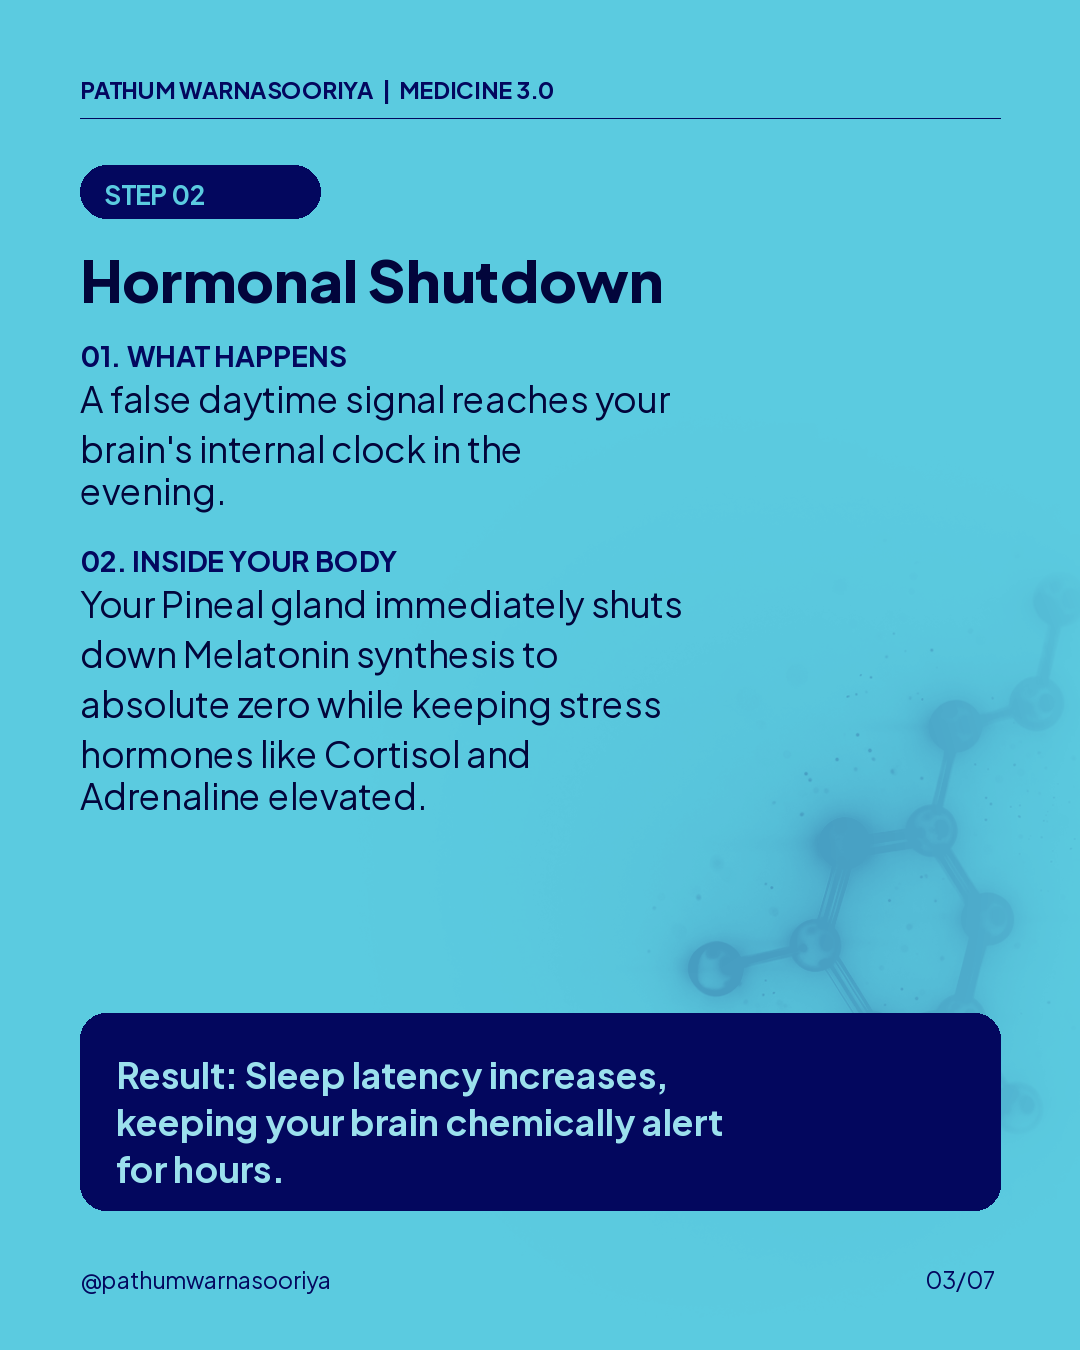 PATHUM WARNASOORIYA | MEDICINE 3.0
STEP 02
Hormonal Shutdown
01. WHAT HAPPENS
A false daytime signal reaches your
brain's internal clock in the
evening.
02. INSIDE YOUR BODY
Your Pineal gland immediately shuts
down Melatonin synthesis to
absolute zero while keeping stress
hormones like Cortisol and
Adrenaline elevated.
Result: Sleep latency increases,
keeping your brain chemically alert
for hours.
@pathumwarnasooriya
03/07